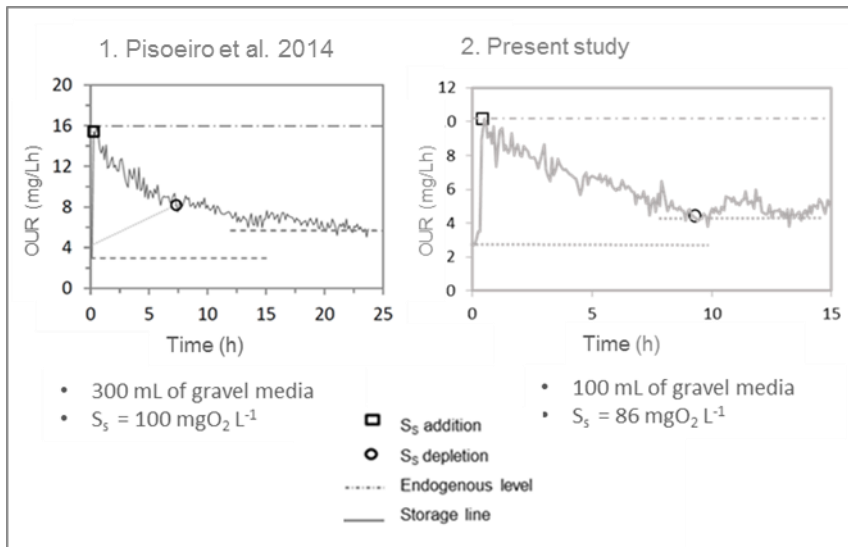 1. Pisoeiro et al. 2014
2. Present study
20
16
12
8
4
0
OUR (mg/Lh)
0 5 10 15 20 25
Time (h)
12
0
8
6
4
2
0
OUR (mg/Lh)
0 5 10 15
Time (h)
• 300 mL of gravel media
• Ss = 100 mgO2 L-1
• 100 mL of gravel media
• Ss = 86 mgO2 L-1
Ss addition
Ss depletion
Endogenous level
Storage line